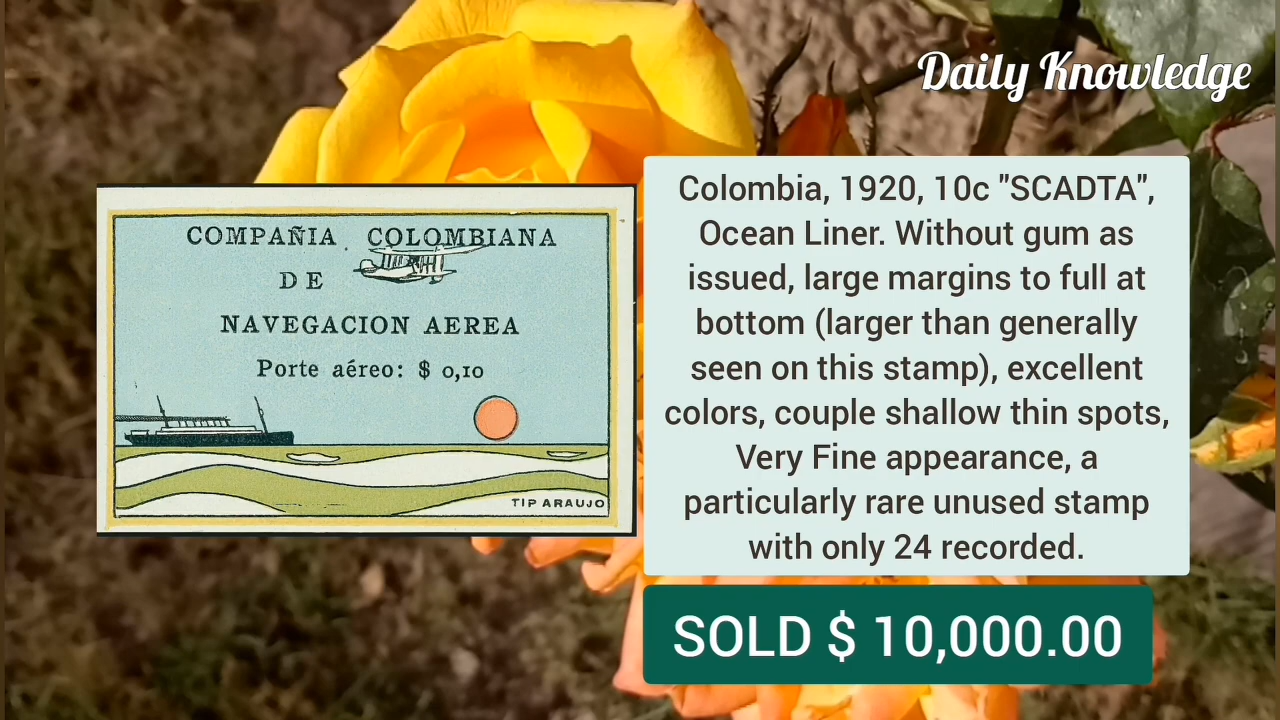 Daily Knowledge
COMPAÑIA COLOMBIANA
DE
NAVEGACION AEREA
Porte aéreo: $ 0,10
TIP ARAUJO
Colombia, 1920, 10c "SCADTA",
Ocean Liner. Without gum as
issued, large margins to full at
bottom (larger than generally
seen on this stamp), excellent
colors, couple shallow thin spots,
Very Fine appearance, a
particularly rare unused stamp
with only 24 recorded.
SOLD $ 10,000.00